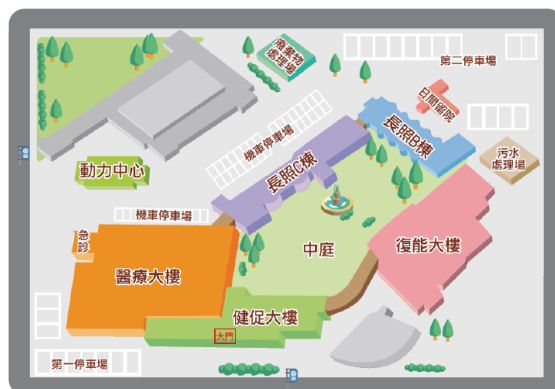 廢棄物
處理場
第二停車場
日間留院
機車停車場
長照B棟
長照C棟
污水
處理場
動力中心
機車停車場
急診
中庭
復能大樓
醫療大樓
健促大樓
大門
第一停車場